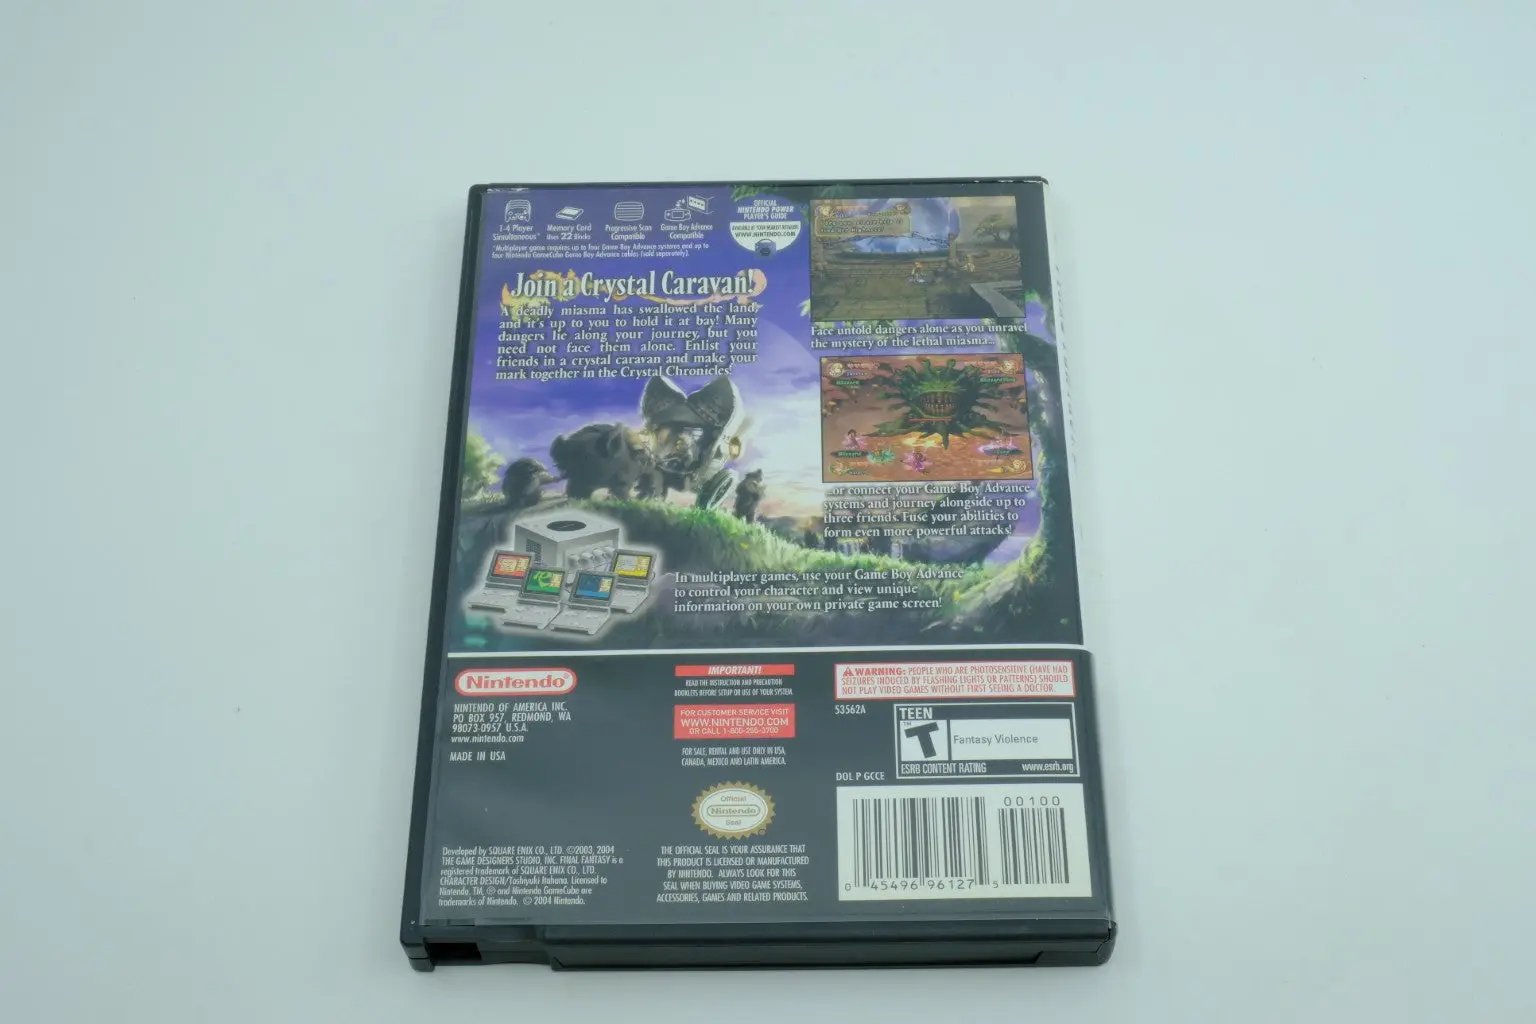 1-4 Player
Simultaneous*
Memory Card
Uses 22 Blocks
Progressive Scan
Compatible
Game Boy Advance
Compatible
*Multiplayer game requires up to four Game Boy Advance systems and up to
four Nintendo GameCube Game Boy Advance cables (sold separately).
OFFICIAL
NINTENDO POWER
PLAYER'S GUIDE
AVAILABLE AT YOUR NEAREST RETAILER
WWW.NINTENDO.COM
Join a Crystal Caravan!
A deadly miasma has swallowed the land,
and it's up to you to hold it at bay! Many
dangers lie along your journey, but you
need not face them alone. Enlist your
friends in a crystal caravan and make your
mark together in the Crystal Chronicles!
Face untold dangers alone as you unravel
the mystery of the lethal miasma...
...or connect your Game Boy Advance
systems and journey alongside up to
three friends. Fuse your abilities to
form even more powerful attacks!
In multiplayer games, use your Game Boy Advance
to control your character and view unique
information on your own private game screen!
Nintendo®
NINTENDO OF AMERICA INC.
PO BOX 957, REDMOND, WA
98073-0957 U.S.A.
www.nintendo.com
MADE IN USA
IMPORTANT!
READ THE INSTRUCTION AND PRECAUTION
BOOKLETS BEFORE SETUP OR USE OF YOUR SYSTEM
FOR CUSTOMER SERVICE VISIT
WWW.NINTENDO.COM
OR CALL 1-800-255-3700
FOR SALE, RENTAL AND USE ONLY IN USA,
CANADA, MEXICO AND LATIN AMERICA.
WARNING: PEOPLE WHO ARE PHOTOSENSITIVE (HAVE HAD
SEIZURES INDUCED BY FLASHING LIGHTS OR PATTERNS) SHOULD
NOT PLAY VIDEO GAMES WITHOUT FIRST SEEING A DOCTOR.
53562A
TEEN
T
TM
Fantasy Violence
ESRB CONTENT RATING www.esrb.org
DOL P GCCE
00100
0 45496 96127 5
Official
Nintendo
Seal
THE OFFICIAL SEAL IS YOUR ASSURANCE THAT
THIS PRODUCT IS LICENSED OR MANUFACTURED
BY NINTENDO. ALWAYS LOOK FOR THIS
SEAL WHEN BUYING VIDEO GAME SYSTEMS,
ACCESSORIES, GAMES AND RELATED PRODUCTS.
Developed by SQUARE ENIX CO., LTD. ©2003, 2004
THE GAME DESIGNERS STUDIO, INC. FINAL FANTASY is a
registered trademark of SQUARE ENIX CO., LTD.
CHARACTER DESIGN/Toshiyuki Itahana. Licensed to
Nintendo. TM, ® and Nintendo GameCube are
trademarks of Nintendo. © 2004 Nintendo.